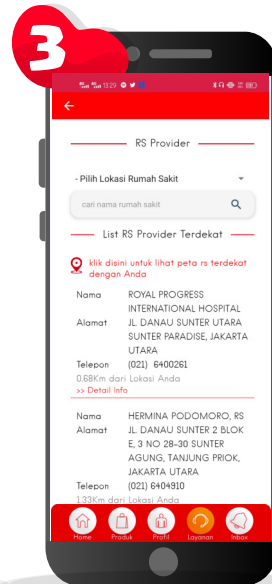 3
13:29
RS Provider
- Pilih Lokasi Rumah Sakit
cari nama rumah sakit
List RS Provider Terdekat
klik disini untuk lihat peta rs terdekat
dengan Anda
Nama ROYAL PROGRESS
INTERNATIONAL HOSPITAL
Alamat JL. DANAU SUNTER UTARA
SUNTER PARADISE, JAKARTA
UTARA
Telepon (021) 6400261
0.68Km dari Lokasi Anda
>> Detail Info
Nama HERMINA PODOMORO, RS
Alamat JL. DANAU SUNTER 2 BLOK
E, 3 NO 28-30 SUNTER
AGUNG, TANJUNG PRIOK,
JAKARTA UTARA
Telepon (021) 6404910
1.33Km dari Lokasi Anda
Home Produk Profil Layanan Inbox